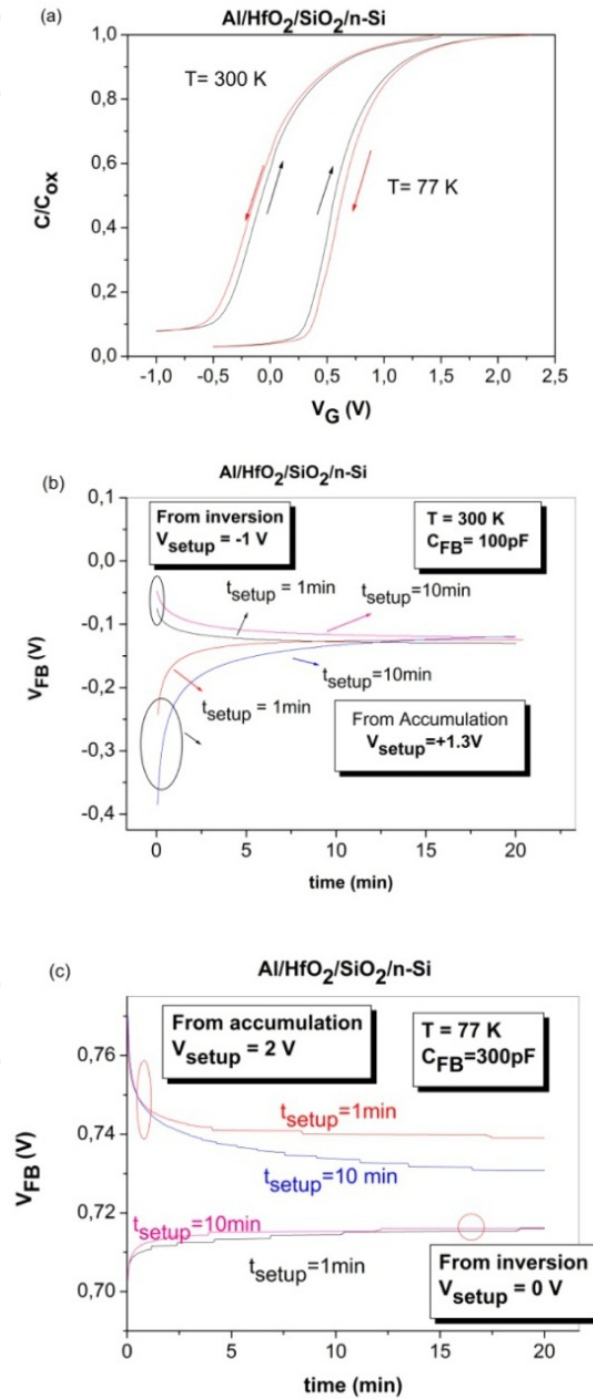 (a)
Al/HfO2/SiO2/n-Si
1,0
0,8
0,6
0,4
0,2
0,0
C/Cox
T= 300 K
T= 77 K
-1,0 -0,5 0,0 0,5 1,0 1,5 2,0 2,5
VG (V)
(b)
Al/HfO2/SiO2/n-Si
0,1
0,0
-0,1
-0,2
-0,3
-0,4
VFB (V)
From inversion
Vsetup = -1 V
T = 300 K
CFB= 100pF
tsetup = 1min
tsetup=10min
tsetup=10min
tsetup = 1min
From Accumulation
Vsetup=+1.3V
0 5 10 15 20
time (min)
(c)
Al/HfO2/SiO2/n-Si
0,76
0,74
0,72
0,70
VFB (V)
From accumulation
Vsetup = 2 V
T = 77 K
CFB=300pF
tsetup=1min
tsetup=10 min
tsetup=10min
tsetup=1min
From inversion
Vsetup = 0 V
0 5 10 15 20
time (min)